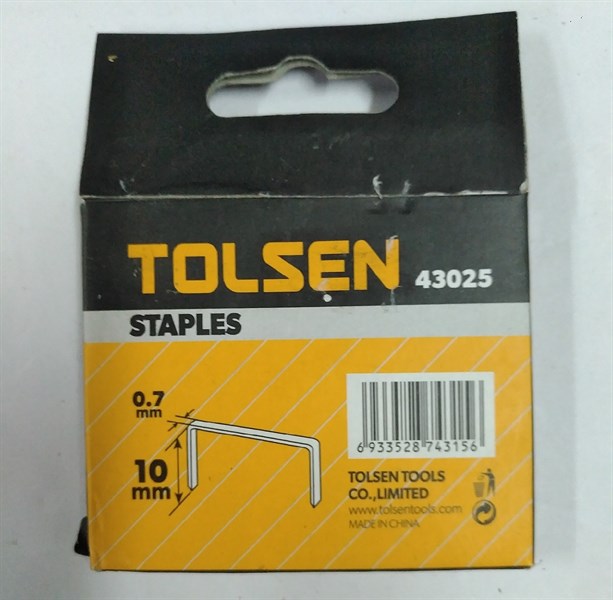 TOLSEN 43025
STAPLES
0.7
mm
10
mm
6 933528 743156
TOLSEN TOOLS
CO.,LIMITED
www.tolsentools.com
MADE IN CHINA